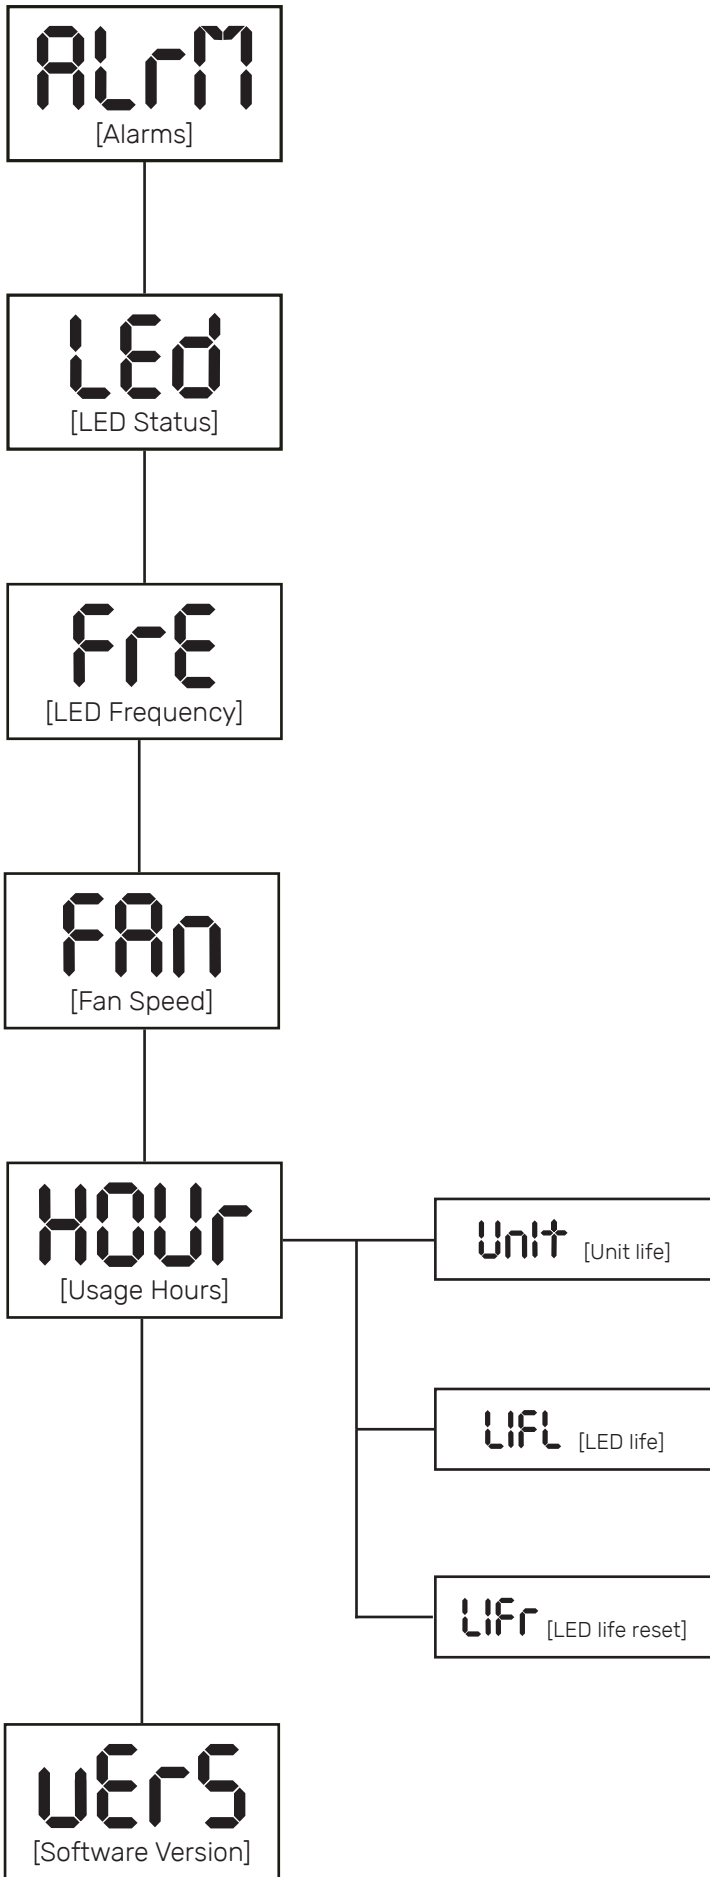 ALrM
[Alarms]
LEd
[LED Status]
FrE
[LED Frequency]
FAn
[Fan Speed]
HOUr
[Usage Hours]
UnIt [Unit life]
LIFL [LED life]
LIFr [LED life reset]
vErS
[Software Version]